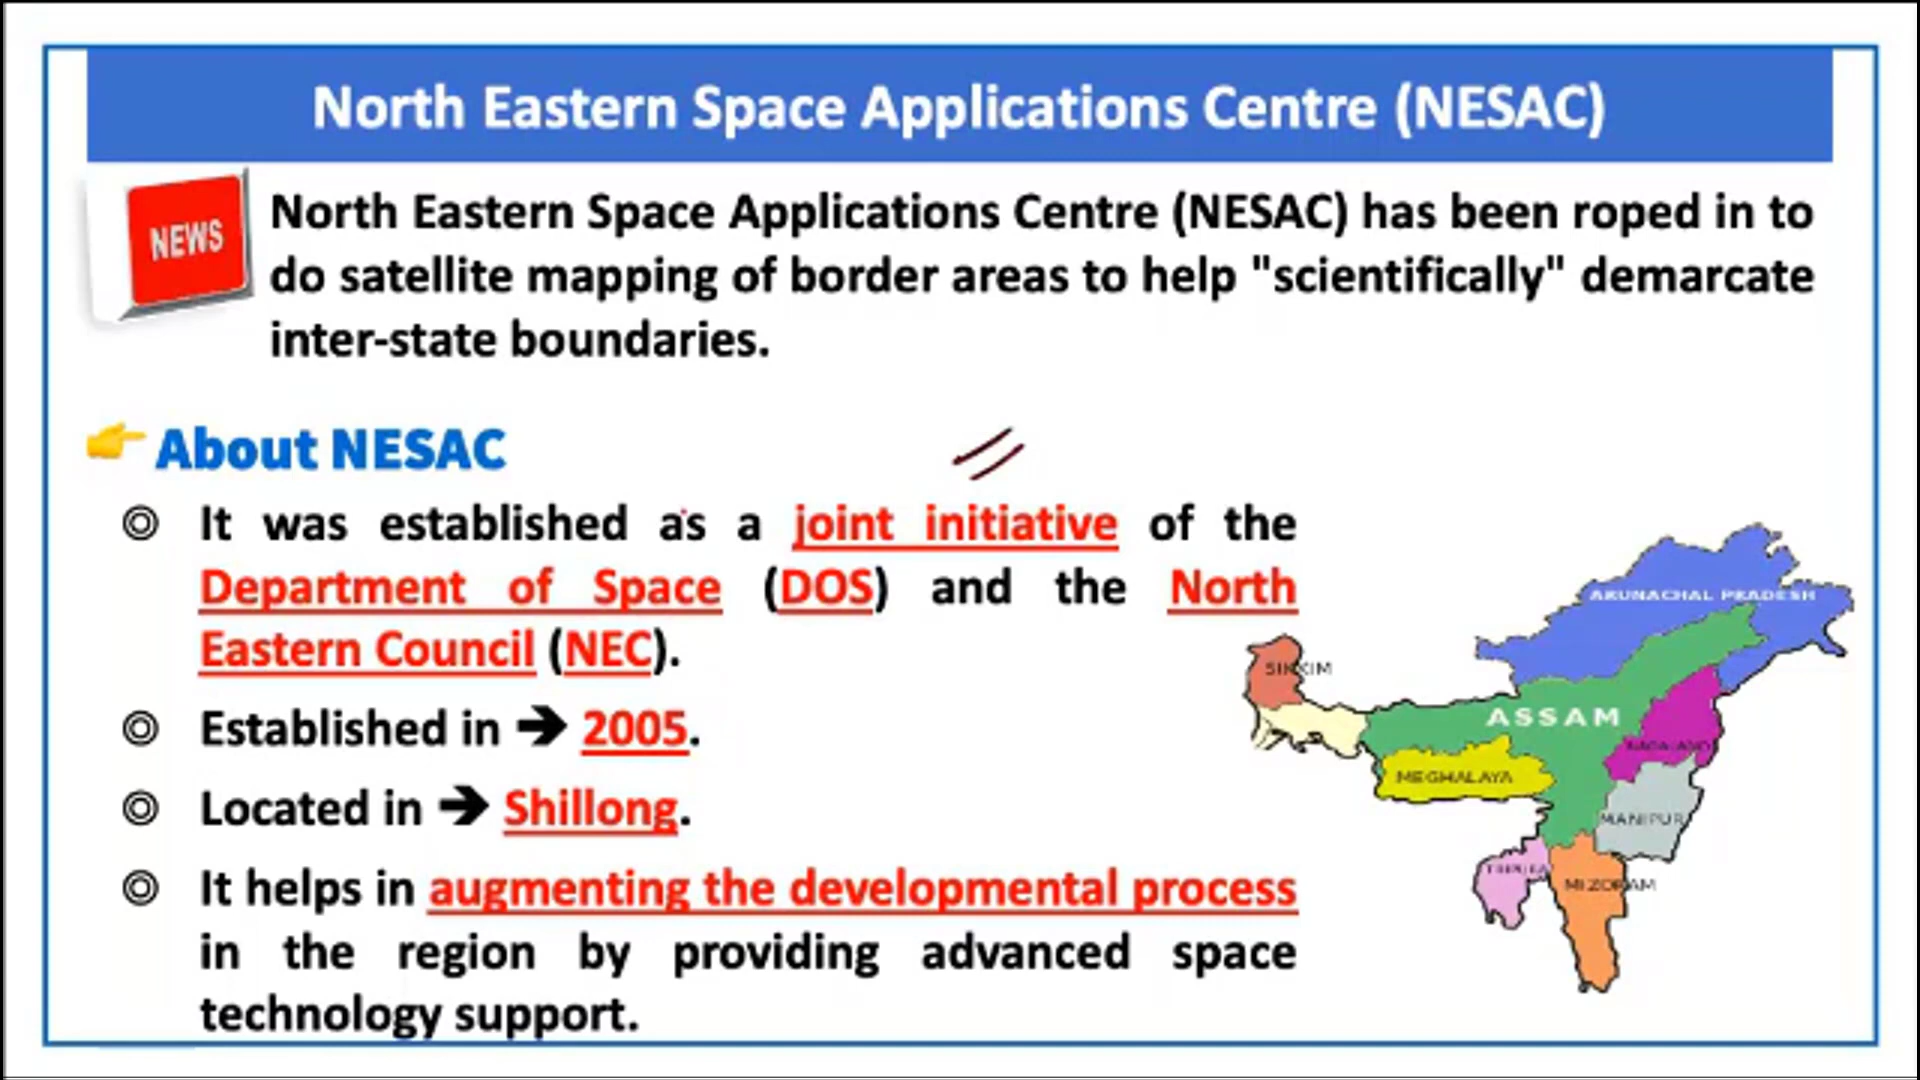 North Eastern Space Applications Centre (NESAC)
NEWS
North Eastern Space Applications Centre (NESAC) has been roped in to
do satellite mapping of border areas to help "scientifically" demarcate
inter-state boundaries.
About NESAC
It was established as a joint initiative of the
Department of Space (DOS) and the North
Eastern Council (NEC).
Established in ➔ 2005.
Located in ➔ Shillong.
It helps in augmenting the developmental process
in the region by providing advanced space
technology support.
ARUNACHAL PRADESH
SIKKIM
ASSAM
NAGALAND
MEGHALAYA
MANIPUR
TRIPURA
MIZORAM